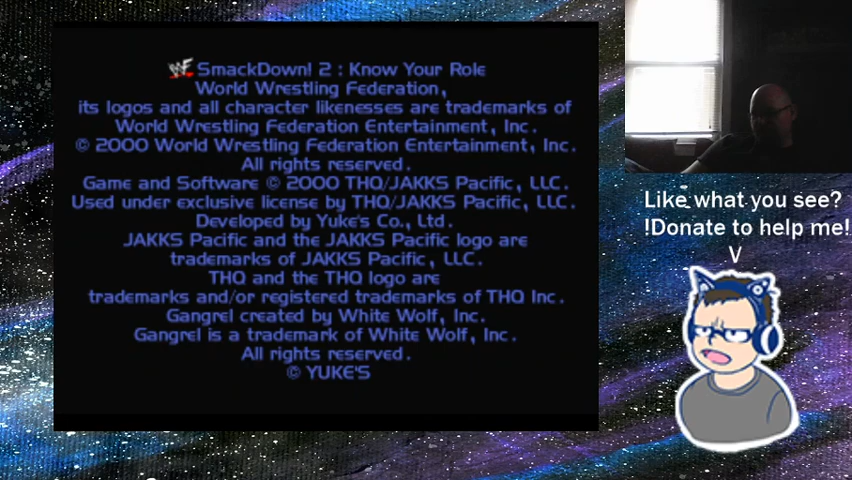 WF SmackDown! 2 : Know Your Role
World Wrestling Federation,
its logos and all character likenesses are trademarks of
World Wrestling Federation Entertainment, Inc.
© 2000 World Wrestling Federation Entertainment, Inc.
All rights reserved.
Game and Software © 2000 THQ/JAKKS Pacific, LLC.
Used under exclusive license by THQ/JAKKS Pacific, LLC.
Developed by Yuke's Co., Ltd.
JAKKS Pacific and the JAKKS Pacific logo are
trademarks of JAKKS Pacific, LLC.
THQ and the THQ logo are
trademarks and/or registered trademarks of THQ Inc.
Gangrel created by White Wolf, Inc.
Gangrel is a trademark of White Wolf, Inc.
All rights reserved.
© YUKE'S
Like what you see?
!Donate to help me!
V